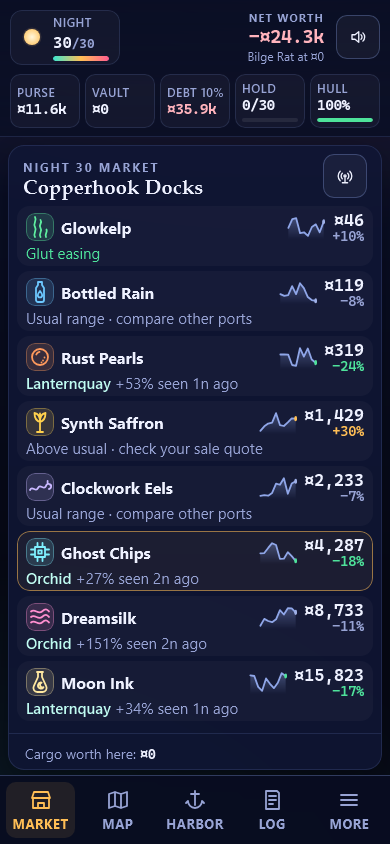 NIGHT
30/30
NET WORTH
−¤24.3k
Bilge Rat at ¤0
PURSE
¤11.6k
VAULT
¤0
DEBT 10%
¤35.9k
HOLD
0/30
HULL
100%
NIGHT 30 MARKET
Copperhook Docks
Glowkelp
¤46
Glut easing
+10%
Bottled Rain
¤119
Usual range · compare other ports
−8%
Rust Pearls
¤319
Lanternquay +53% seen 1n ago
−24%
Synth Saffron
¤1,429
Above usual · check your sale quote
+30%
Clockwork Eels
¤2,233
Usual range · compare other ports
−7%
Ghost Chips
¤4,287
Orchid +27% seen 2n ago
−18%
Dreamsilk
¤8,733
Orchid +151% seen 2n ago
−11%
Moon Ink
¤15,823
Lanternquay +34% seen 1n ago
−17%
Cargo worth here: ¤0
MARKET
MAP
HARBOR
LOG
MORE